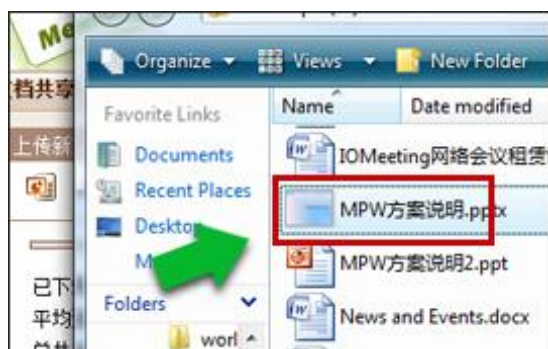 Me
档共享
上传新
已下
平均
Organize
Views
New Folder
Favorite Links
Documents
Recent Places
Desktop
M
Folders
worl
Name
Date modified
IOMeeting网络会议租赁
MPW方案说明.pptx
MPW方案说明2.ppt
News and Events.docx